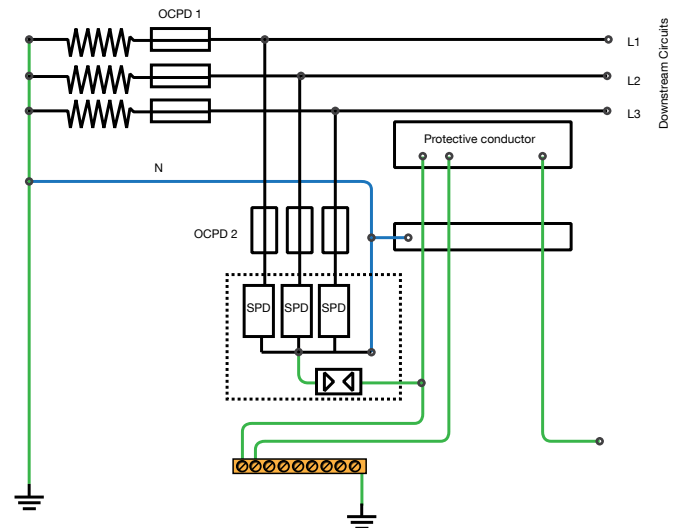 OCPD 1
L1
L2
L3
Downstream Circuits
Protective conductor
N
OCPD 2
SPD
SPD
SPD